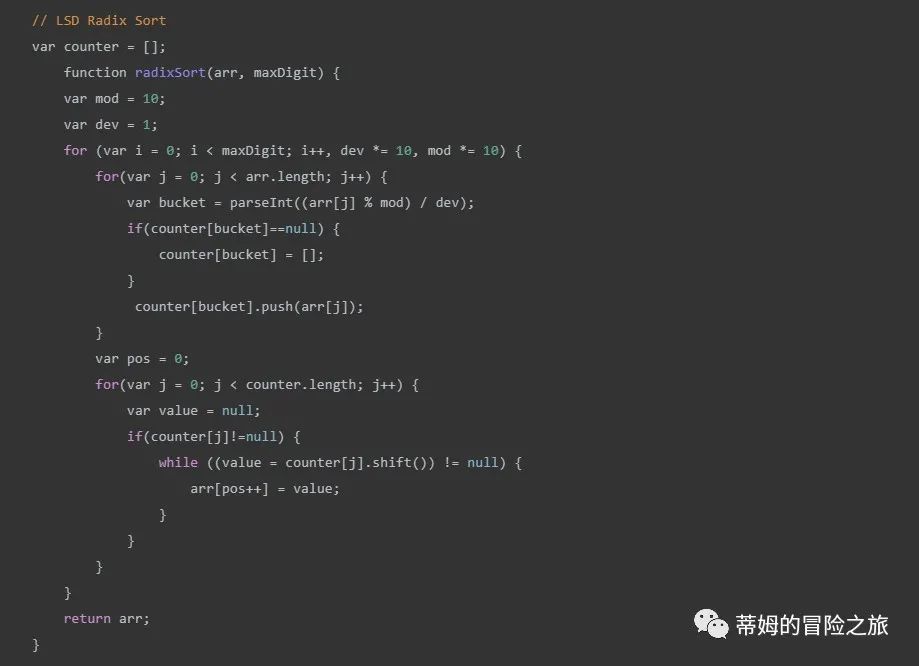 // LSD Radix Sort
var counter = [];
    function radixSort(arr, maxDigit) {
    var mod = 10;
    var dev = 1;
    for (var i = 0; i < maxDigit; i++, dev *= 10, mod *= 10) {
        for(var j = 0; j < arr.length; j++) {
            var bucket = parseInt((arr[j] % mod) / dev);
            if(counter[bucket]==null) {
                counter[bucket] = [];
            }
             counter[bucket].push(arr[j]);
        }
        var pos = 0;
        for(var j = 0; j < counter.length; j++) {
            var value = null;
            if(counter[j]!=null) {
                while ((value = counter[j].shift()) != null) {
                    arr[pos++] = value;
                }
            }
        }
    }
    return arr;
}
蒂姆的冒险之旅